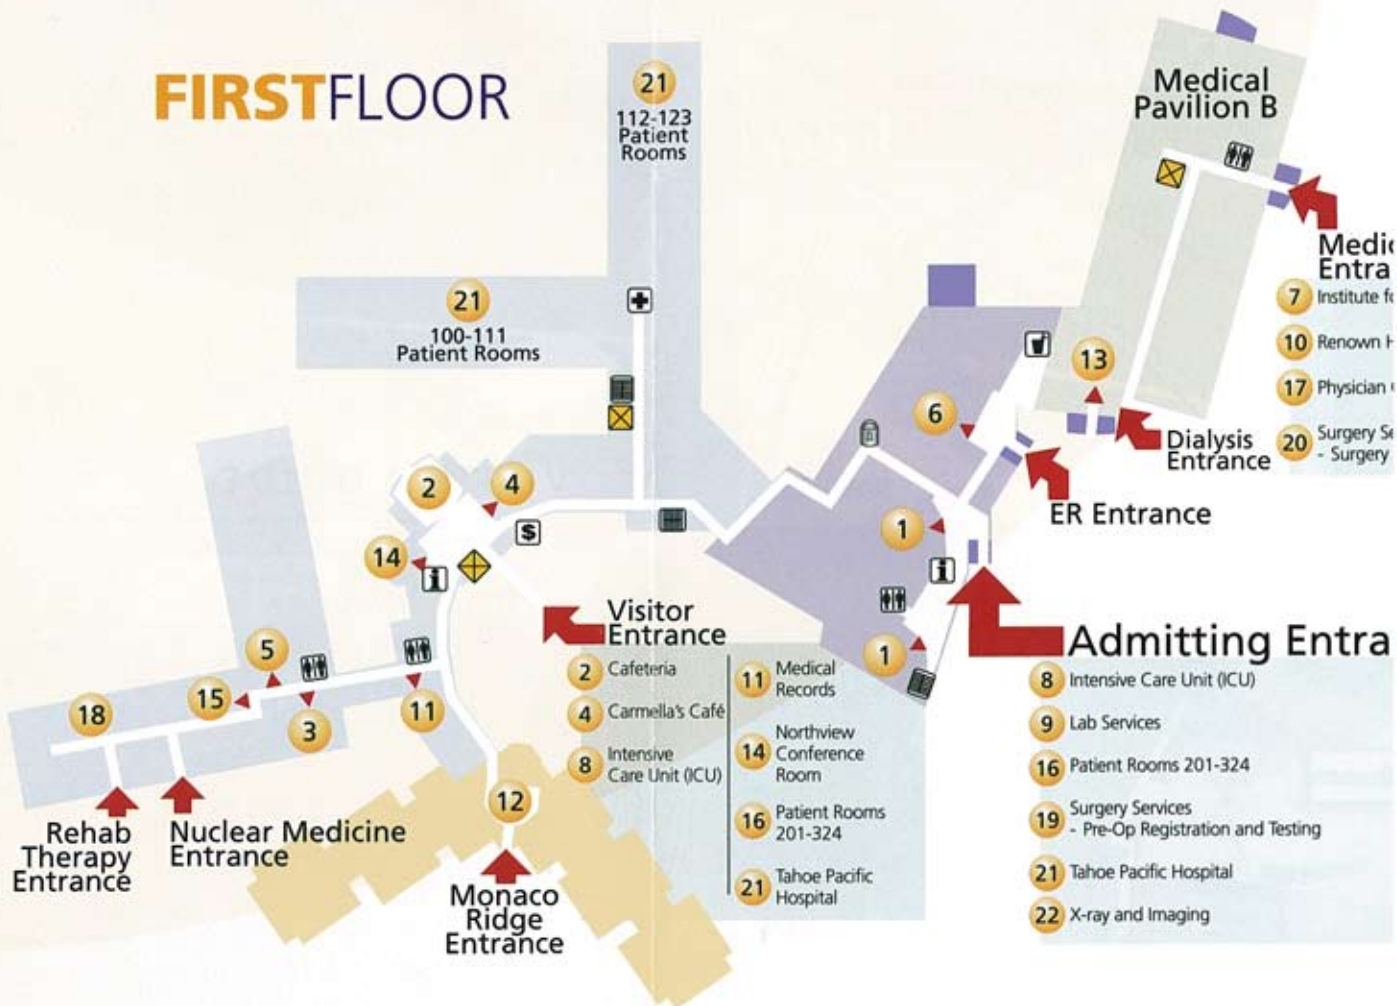 FIRSTFLOOR
21
112-123
Patient
Rooms
Medical
Pavilion B
21
100-111
Patient Rooms
13
6
Dialysis
Entrance
ER Entrance
Entra
7 Institute
10 Renown
17 Physician
20 Surgery
- Surgery
2
4
$
14
i
1
i
1
Visitor
Entrance
2 Cafeteria
4 Carmella's Café
8 Intensive
Care Unit (ICU)
11 Medical
Records
14 Northview
Conference
Room
16 Patient Rooms
201-324
21 Tahoe Pacific
Hospital
Admitting Entra
8 Intensive Care Unit (ICU)
9 Lab Services
16 Patient Rooms 201-324
19 Surgery Services
- Pre-Op Registration and Testing
21 Tahoe Pacific Hospital
22 X-ray and Imaging
5
15
18
3
11
12
Rehab
Therapy
Entrance
Nuclear Medicine
Entrance
Monaco
Ridge
Entrance